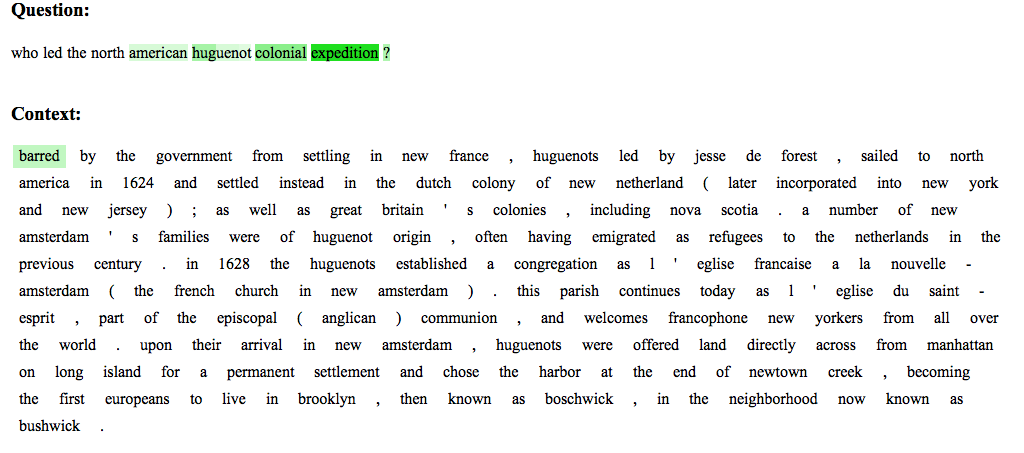 Question:
who led the north american huguenot colonial expedition ?
Context:
barred by the government from settling in new france , huguenots led by jesse de forest , sailed to north
america in 1624 and settled instead in the dutch colony of new netherland ( later incorporated into new york
and new jersey ) ; as well as great britain ' s colonies , including nova scotia . a number of new
amsterdam ' s families were of huguenot origin , often having emigrated as refugees to the netherlands in the
previous century . in 1628 the huguenots established a congregation as l ' eglise francaise a la nouvelle -
amsterdam ( the french church in new amsterdam ) . this parish continues today as l ' eglise du saint -
esprit , part of the episcopal ( anglican ) communion , and welcomes francophone new yorkers from all over
the world . upon their arrival in new amsterdam , huguenots were offered land directly across from manhattan
on long island for a permanent settlement and chose the harbor at the end of newtown creek , becoming
the first europeans to live in brooklyn , then known as boschwick , in the neighborhood now known as
bushwick .